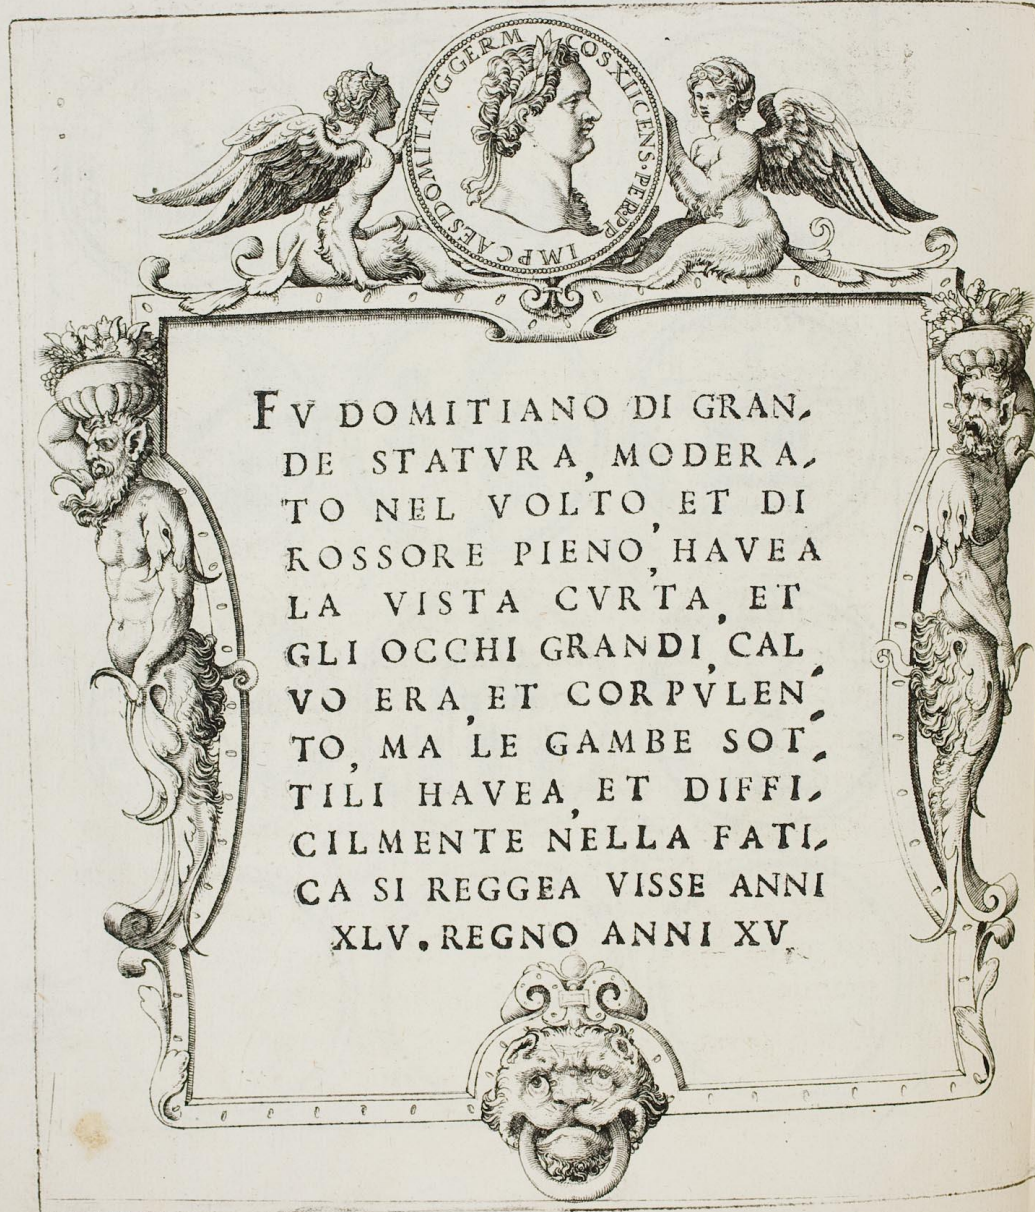 IMP CAES DOMIT AVG GERM COS XII CENS · PER · P P
FV DOMITIANO DI GRAN,
DE STATVRA, MODERA,
TO NEL VOLTO, ET DI
ROSSORE PIENO, HAVEA
LA VISTA CVRTA, ET
GLI OCCHI GRANDI, CAL,
VO ERA, ET CORPVLEN,
TO, MA LE GAMBE SOT,
TILI HAVEA, ET DIFFI,
CILMENTE NELLA FATI,
CA SI REGGEA VISSE ANNI
XLV. REGNO ANNI XV